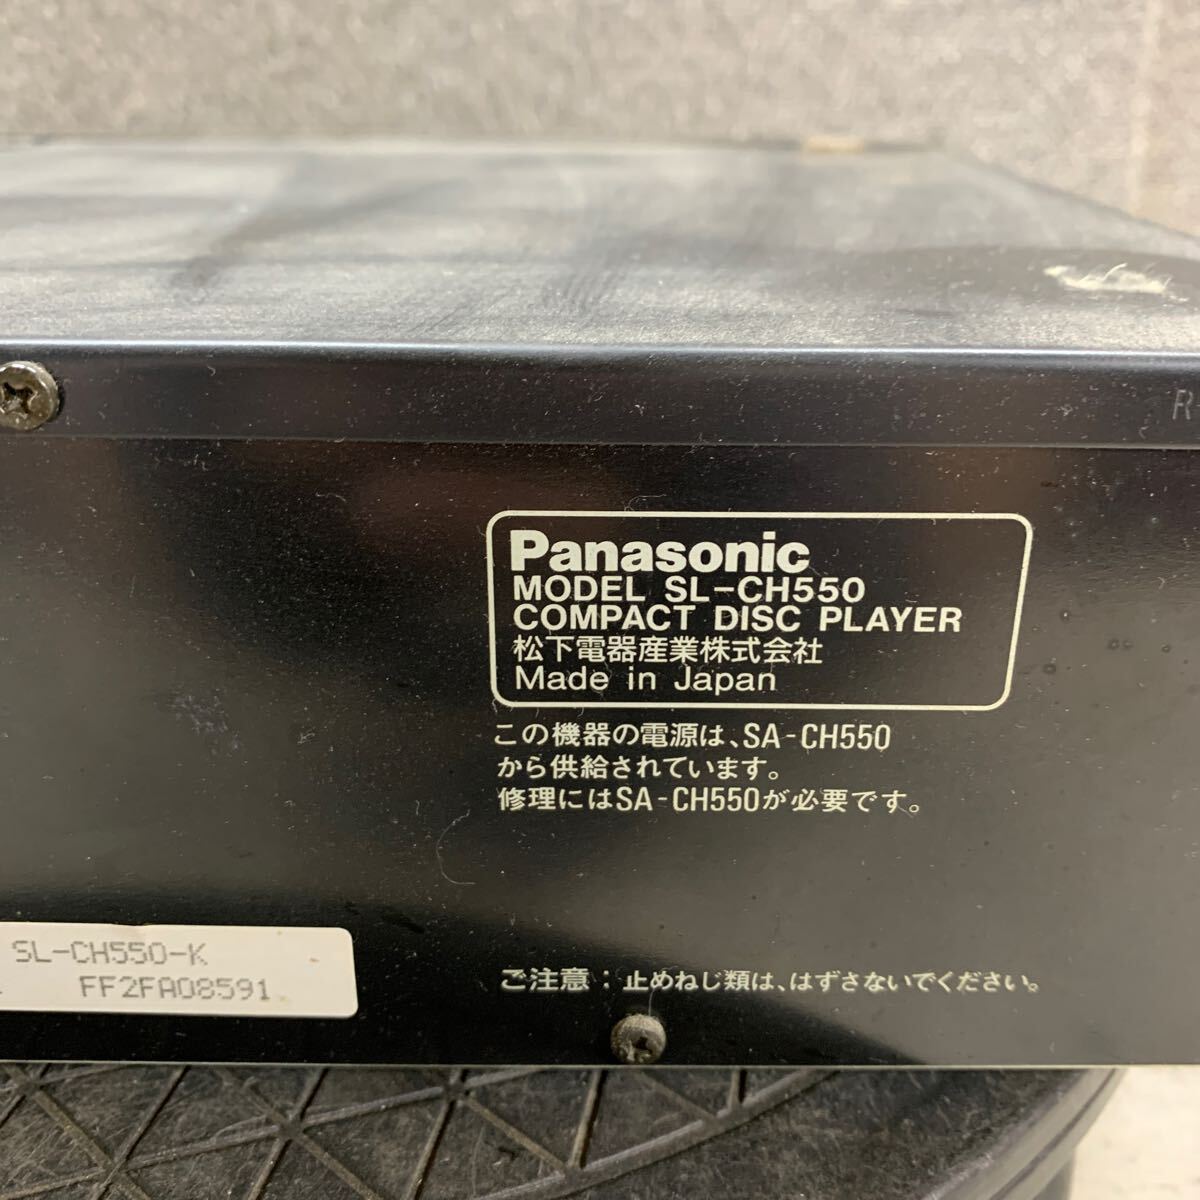 R
Panasonic
MODEL SL-CH550
COMPACT DISC PLAYER
松下電器産業株式会社
Made in Japan
この機器の電源は、SA-CH550
から供給されています。
修理にはSA-CH550が必要です。
SL-CH550-K
FF2FA08591
ご注意：止めねじ類は、はずさないでください。